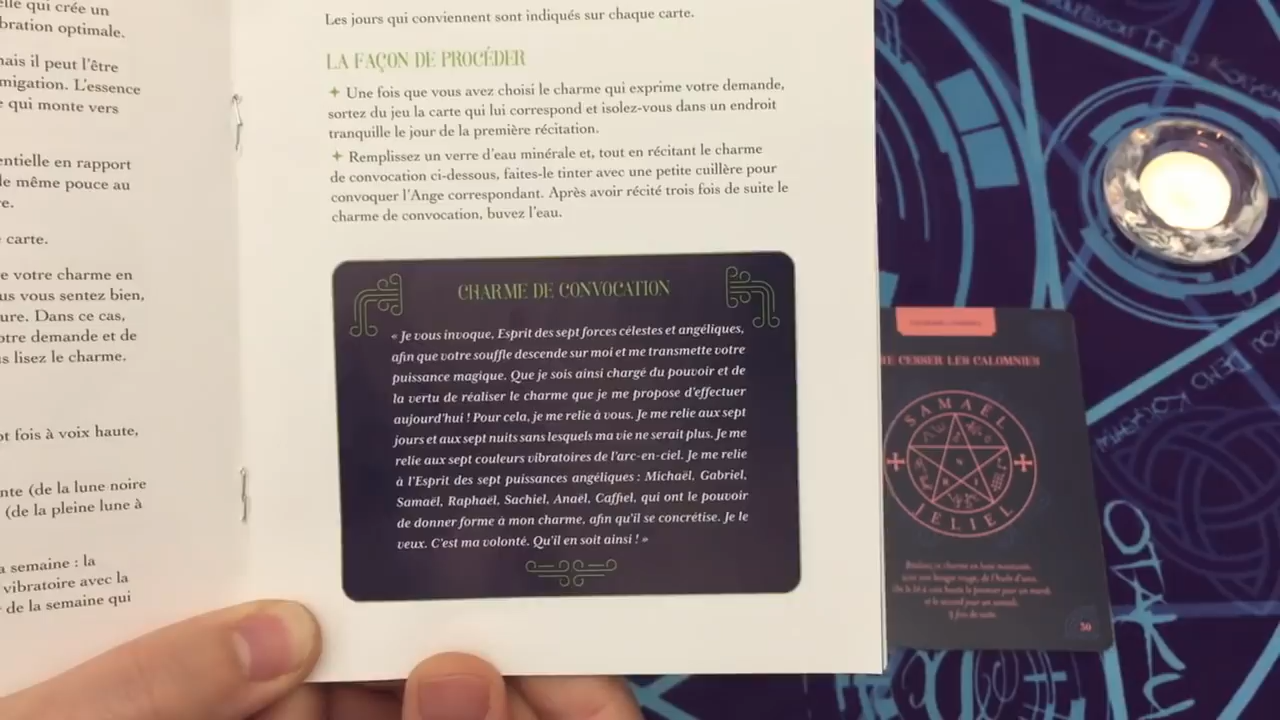 elle qui crée un
bration optimale.
nais il peut l'être
migation. L'essence
e qui monte vers
entielle en rapport
le même pouce au
re.
carte.
e votre charme en
us vous sentez bien,
ure. Dans ce cas,
otre demande et de
s lisez le charme.
ot fois à voix haute,
nte (de la lune noire
(de la pleine lune à
a semaine : la
vibratoire avec la
de la semaine qui
Les jours qui conviennent sont indiqués sur chaque carte.
LA FAÇON DE PROCÉDER
Une fois que vous avez choisi le charme qui exprime votre demande,
sortez du jeu la carte qui lui correspond et isolez-vous dans un endroit
tranquille le jour de la première récitation.
Remplissez un verre d'eau minérale et, tout en récitant le charme
de convocation ci-dessous, faites-le tinter avec une petite cuillère pour
convoquer l'Ange correspondant. Après avoir récité trois fois de suite le
charme de convocation, buvez l'eau.
CHARME DE CONVOCATION
« Je vous invoque, Esprit des sept forces célestes et angéliques,
afin que votre souffle descende sur moi et me transmette votre
puissance magique. Que je sois ainsi chargé du pouvoir et de
la vertu de réaliser le charme que je me propose d'effectuer
aujourd'hui ! Pour cela, je me relie à vous. Je me relie aux sept
jours et aux sept nuits sans lesquels ma vie ne serait plus. Je me
relie aux sept couleurs vibratoires de l'arc-en-ciel. Je me relie
à l'Esprit des sept puissances angéliques : Michaël, Gabriel,
Samaël, Raphaël, Sachiel, Anaël, Caffiel, qui ont le pouvoir
de donner forme à mon charme, afin qu'il se concrétise. Je le
veux. C'est ma volonté. Qu'il en soit ainsi ! »
RE CESSER LES CALOMNIES
SAMAEL
JELIEL
30
OTAKU